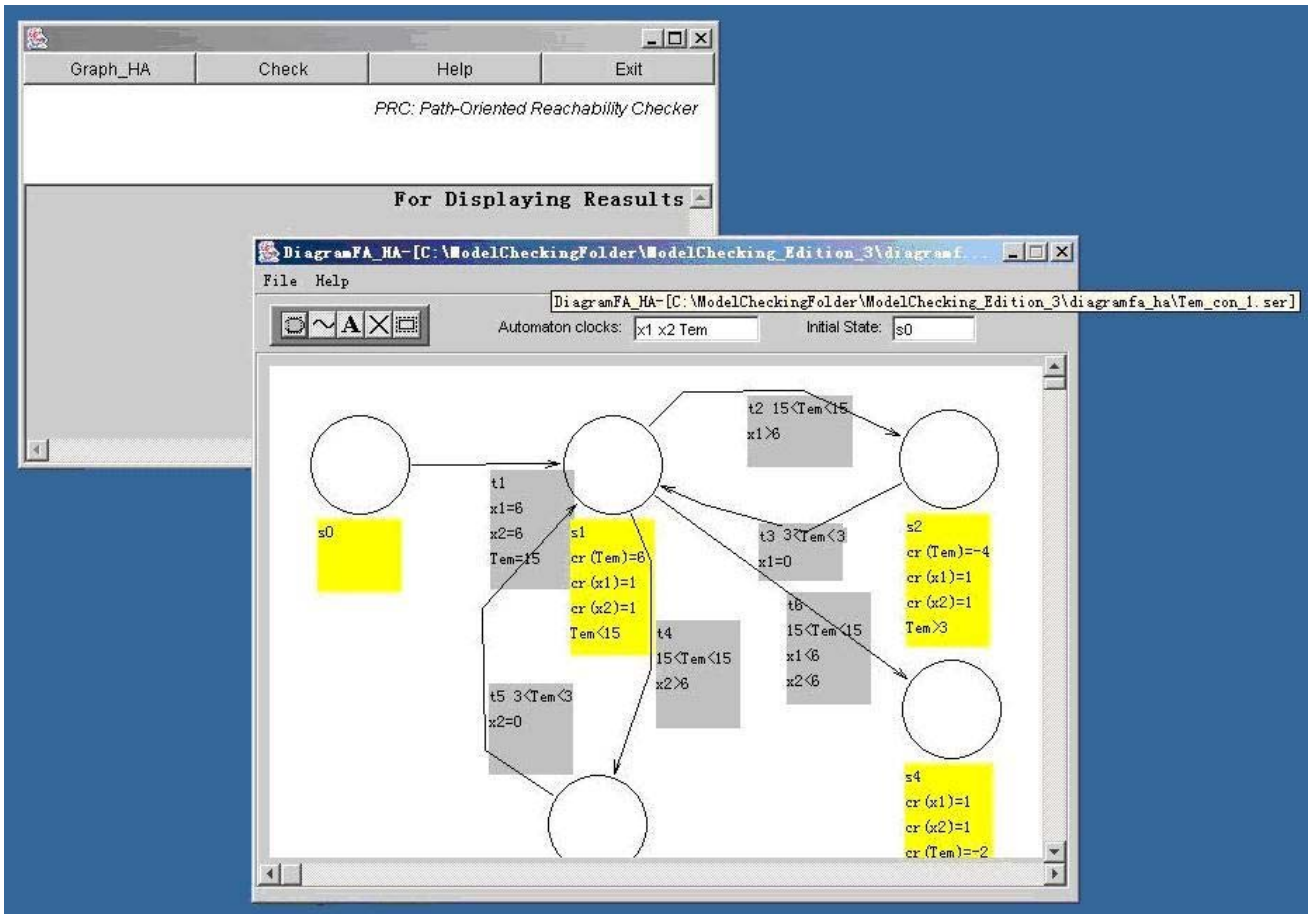 Graph_HA Check Help Exit
PRC: Path-Oriented Reachability Checker
For Displaying Reasults
DiagramFA_HA-[C:\ModelCheckingFolder\ModelChecking_Edition_3\diagramf...
File Help
DiagramFA_HA-[C:\ModelCheckingFolder\ModelChecking_Edition_3\diagramfa_ha\Tem_con_1.ser]
A
Automaton clocks: x1 x2 Tem Initial State: s0
t2 15<Tem<15
x1>6
t1
x1=6
x2=6
Tem=15
s0
s1
cr(Tem)=6
cr(x1)=1
cr(x2)=1
Tem<15
t3 3<Tem<3
x1=0
s2
cr(Tem)=-4
cr(x1)=1
cr(x2)=1
Tem>3
t6
15<Tem<15
x1<6
x2<6
t4
15<Tem<15
x2>6
t5 3<Tem<3
x2=0
s4
cr(x1)=1
cr(x2)=1
cr(Tem)=-2